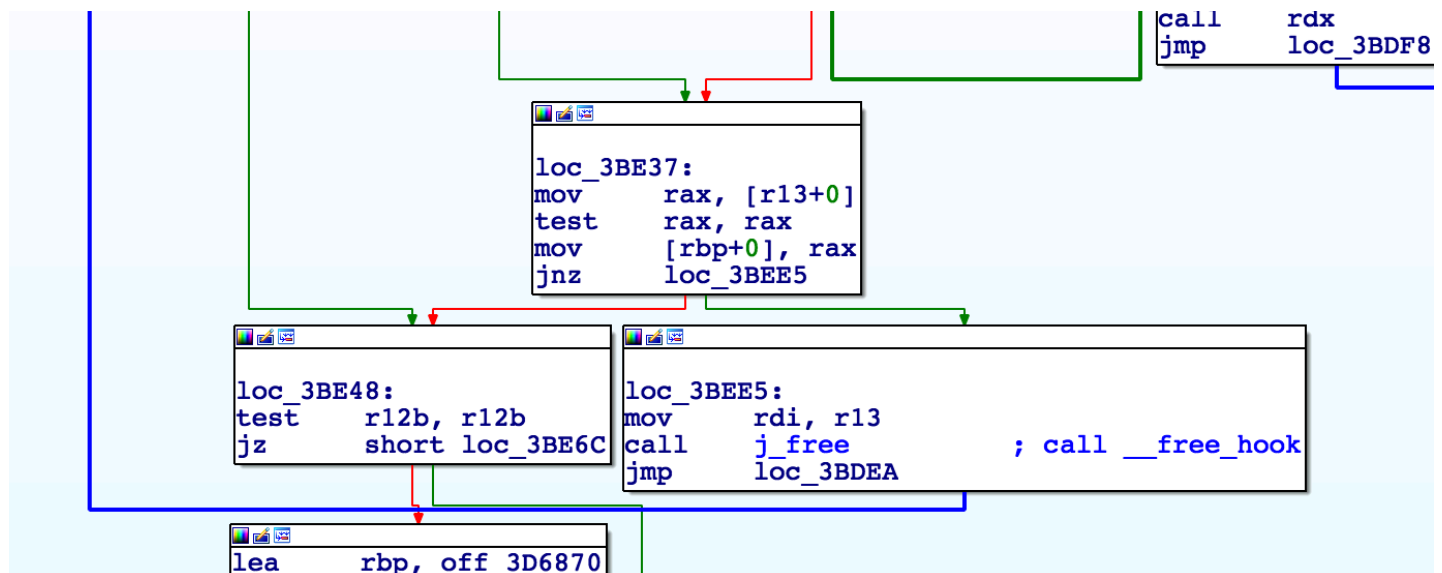 call rdx
jmp loc_3BDF8
loc_3BE37:
mov rax, [r13+0]
test rax, rax
mov [rbp+0], rax
jnz loc_3BEE5
loc_3BE48:
test r12b, r12b
jz short loc_3BE6C
loc_3BEE5:
mov rdi, r13
call j_free ; call __free_hook
jmp loc_3BDEA
lea rbp, off_3D6870